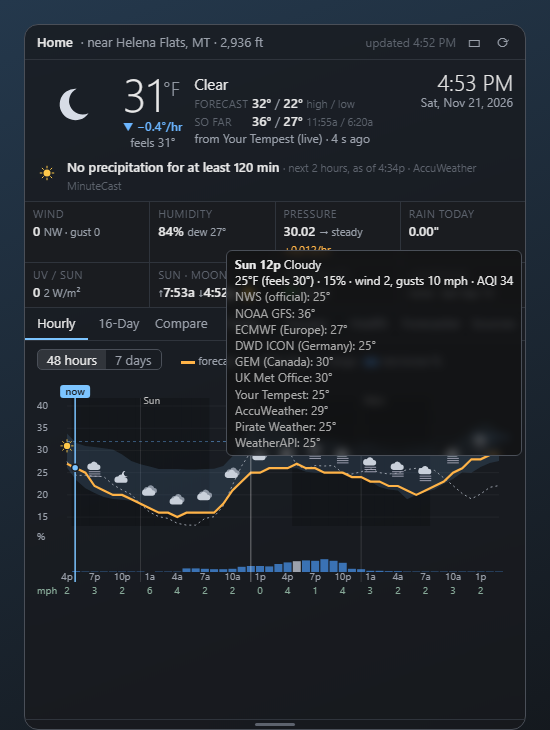 Home · near Helena Flats, MT · 2,936 ft
updated 4:52 PM
31°F
▼ −0.4°/hr
feels 31°
Clear
FORECAST 32° / 22° high / low
SO FAR 36° / 27° 11:55a / 6:20a
from Your Tempest (live) · 4 s ago
4:53 PM
Sat, Nov 21, 2026
No precipitation for at least 120 min · next 2 hours, as of 4:34p · AccuWeather
MinuteCast
WIND
0 NW · gust 0
HUMIDITY
84% dew 27°
PRESSURE
30.02 → steady
RAIN TODAY
0.00"
UV / SUN
0 2 W/m²
SUN · MOON
↑7:53a ↓4:52
Sun 12p Cloudy
25°F (feels 30°) · 15% · wind 2, gusts 10 mph · AQI 34
NWS (official): 25°
NOAA GFS: 36°
ECMWF (Europe): 27°
DWD ICON (Germany): 25°
GEM (Canada): 30°
UK Met Office: 30°
Your Tempest: 25°
AccuWeather: 29°
Pirate Weather: 25°
WeatherAPI: 25°
Hourly 16-Day Compare
48 hours 7 days
now
Sun
40
35
30
25
20
15
%
4p 7p 10p 1a 4a 7a 10a 1p 4p 7p 10p 1a 4a 7a 10a 1p
mph 2 3 2 6 4 2 2 0 4 1 4 3 2 2 3 2